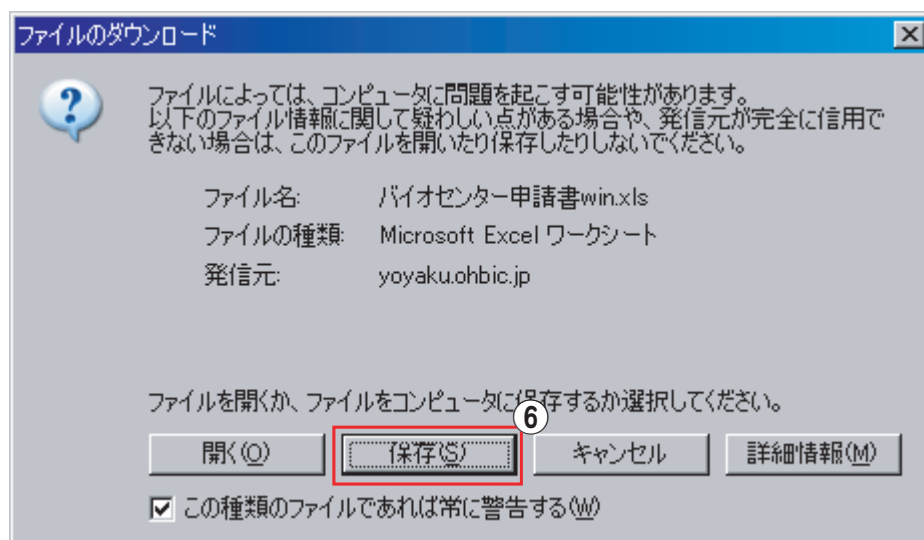 ファイルのダウンロード
ファイルによっては、コンピュータに問題を起こす可能性があります。
以下のファイル情報に関して疑わしい点がある場合や、発信元が完全に信用で
きない場合は、このファイルを開いたり保存したりしないでください。
ファイル名: バイオセンター申請書win.xls
ファイルの種類: Microsoft Excel ワークシート
発信元: yoyaku.ohbic.jp
ファイルを開くか、ファイルをコンピュータに保存するか選択してください。
⑥
開く(O) 保存(S) キャンセル 詳細情報(M)
この種類のファイルであれば常に警告する(W)